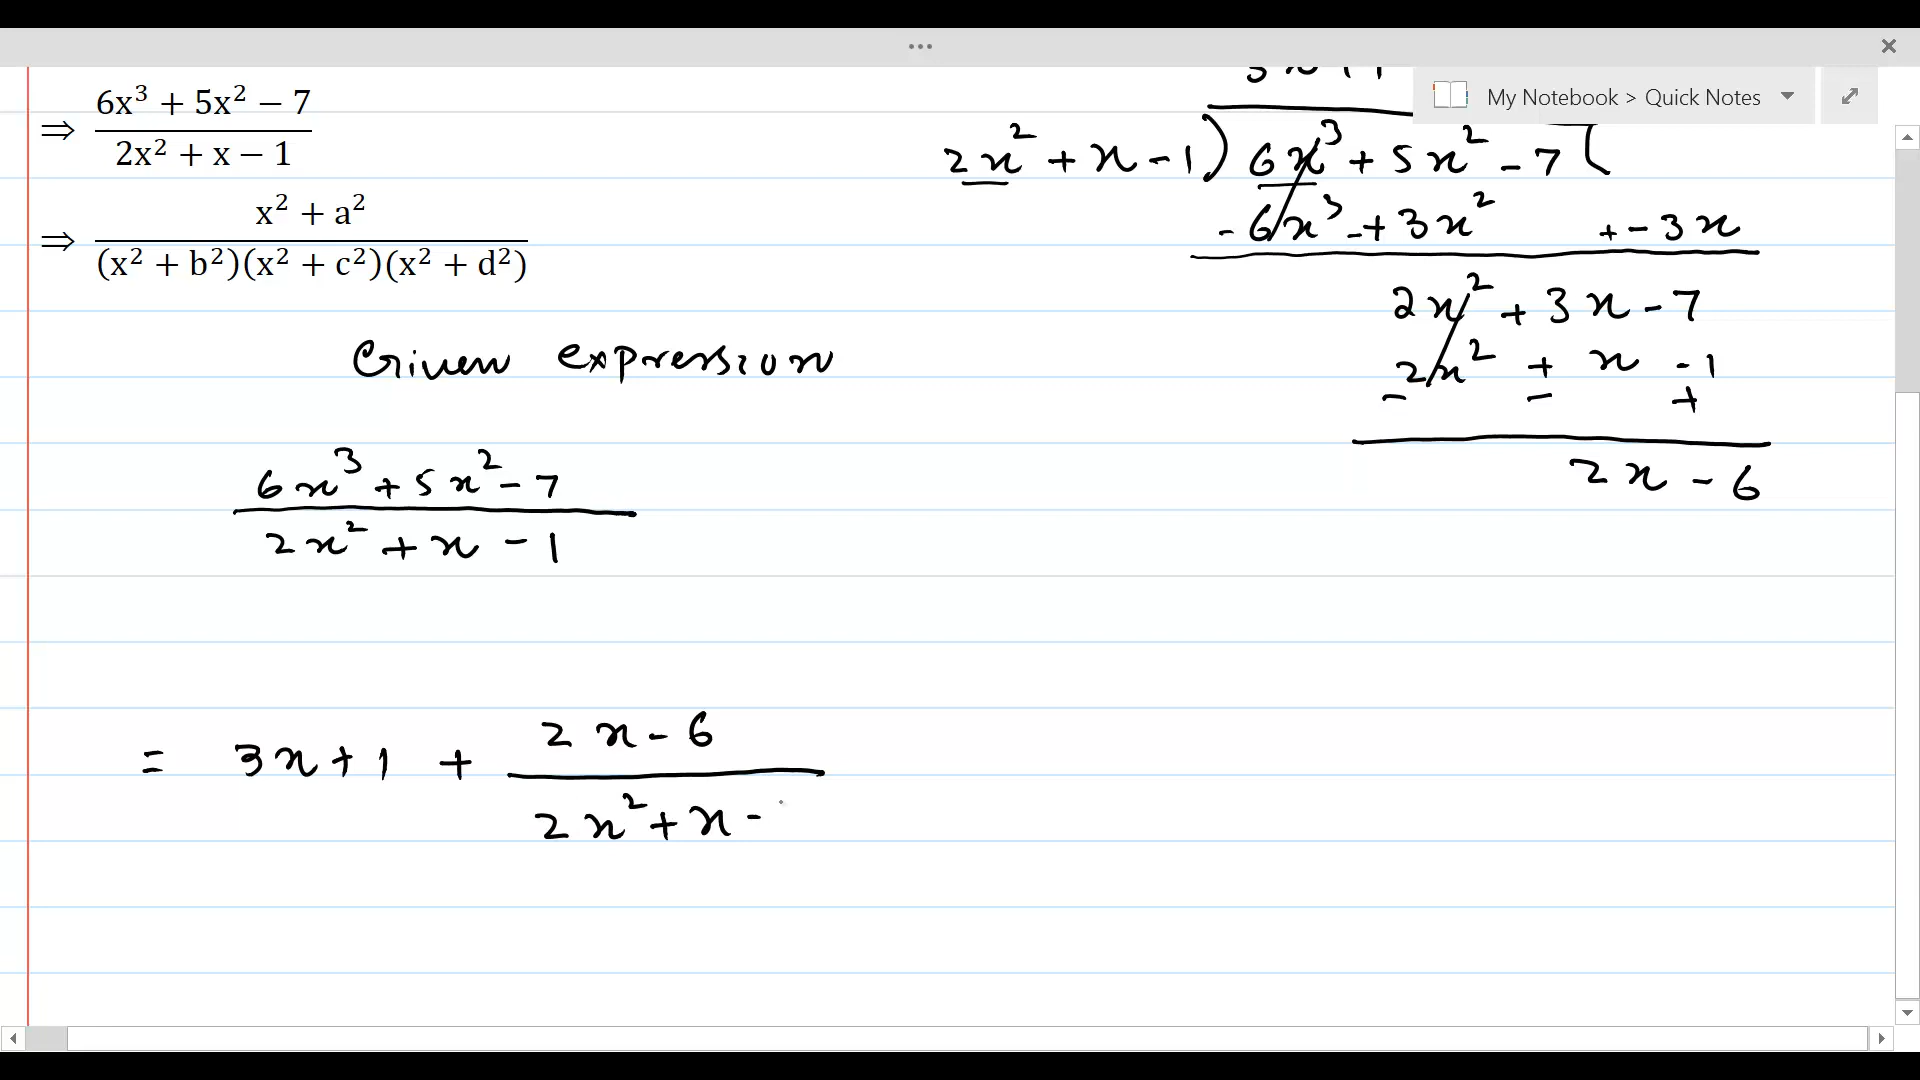 My Notebook > Quick Notes
⇒ (6x³ + 5x² − 7)/(2x² + x − 1)
⇒ (x² + a²)/((x² + b²)(x² + c²)(x² + d²))
2x² + x - 1 ) 6x³ + 5x² - 7 (
- 6x³ -+ 3x² + - 3x
2x² + 3x - 7
2x² + x - 1
- - +
2x - 6
Given expression
6x³ + 5x² - 7
2x² + x - 1
= 3x + 1 + (2x - 6)/(2x² + x -